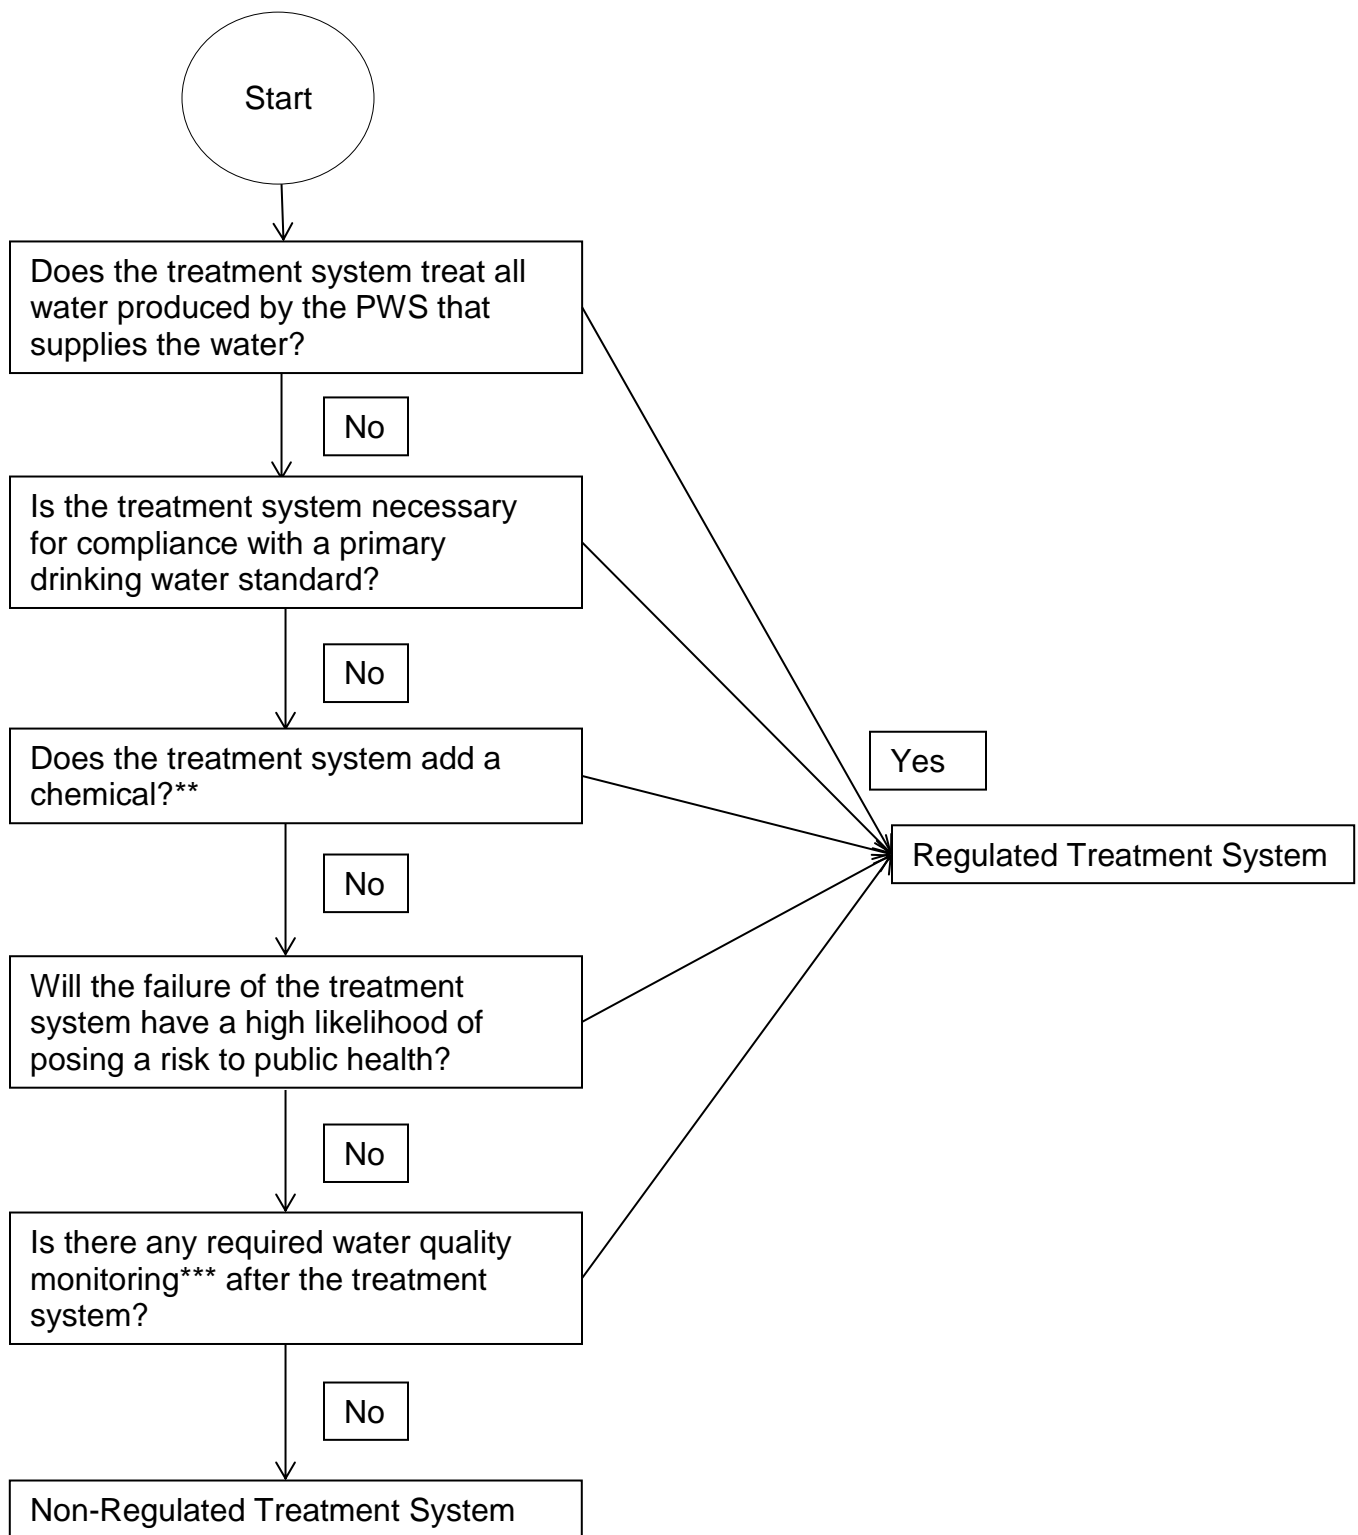 Start
Does the treatment system treat all
water produced by the PWS that
supplies the water?
No
Is the treatment system necessary
for compliance with a primary
drinking water standard?
No
Does the treatment system add a
chemical?**
Yes
Regulated Treatment System
No
Will the failure of the treatment
system have a high likelihood of
posing a risk to public health?
No
Is there any required water quality
monitoring*** after the treatment
system?
No
Non-Regulated Treatment System